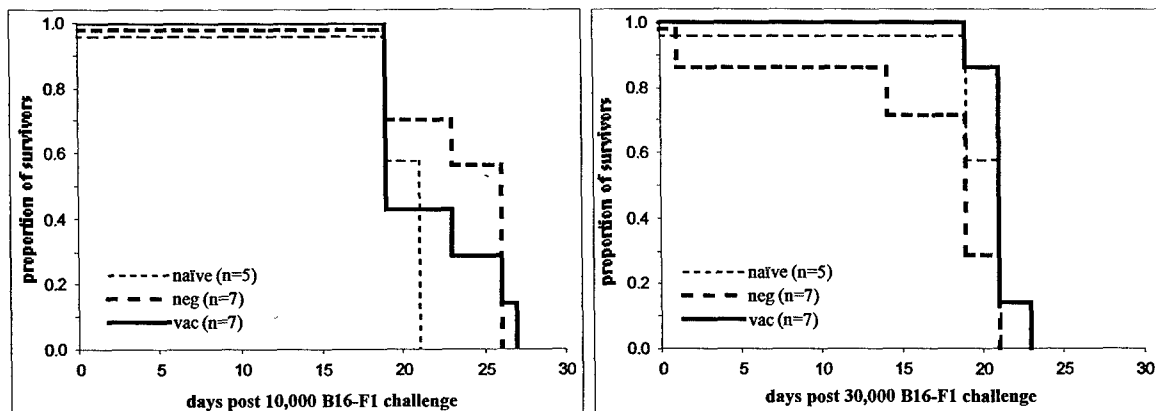 proportion of survivors
1.0
0.8
0.6
0.4
0.2
0.0
naïve (n=5)
neg (n=7)
vac (n=7)
0 5 10 15 20 25 30
days post 10,000 B16-F1 challenge
proportion of survivors
1.0
0.8
0.6
0.4
0.2
0.0
naïve (n=5)
neg (n=7)
vac (n=7)
0 5 10 15 20 25 30
days post 30,000 B16-F1 challenge